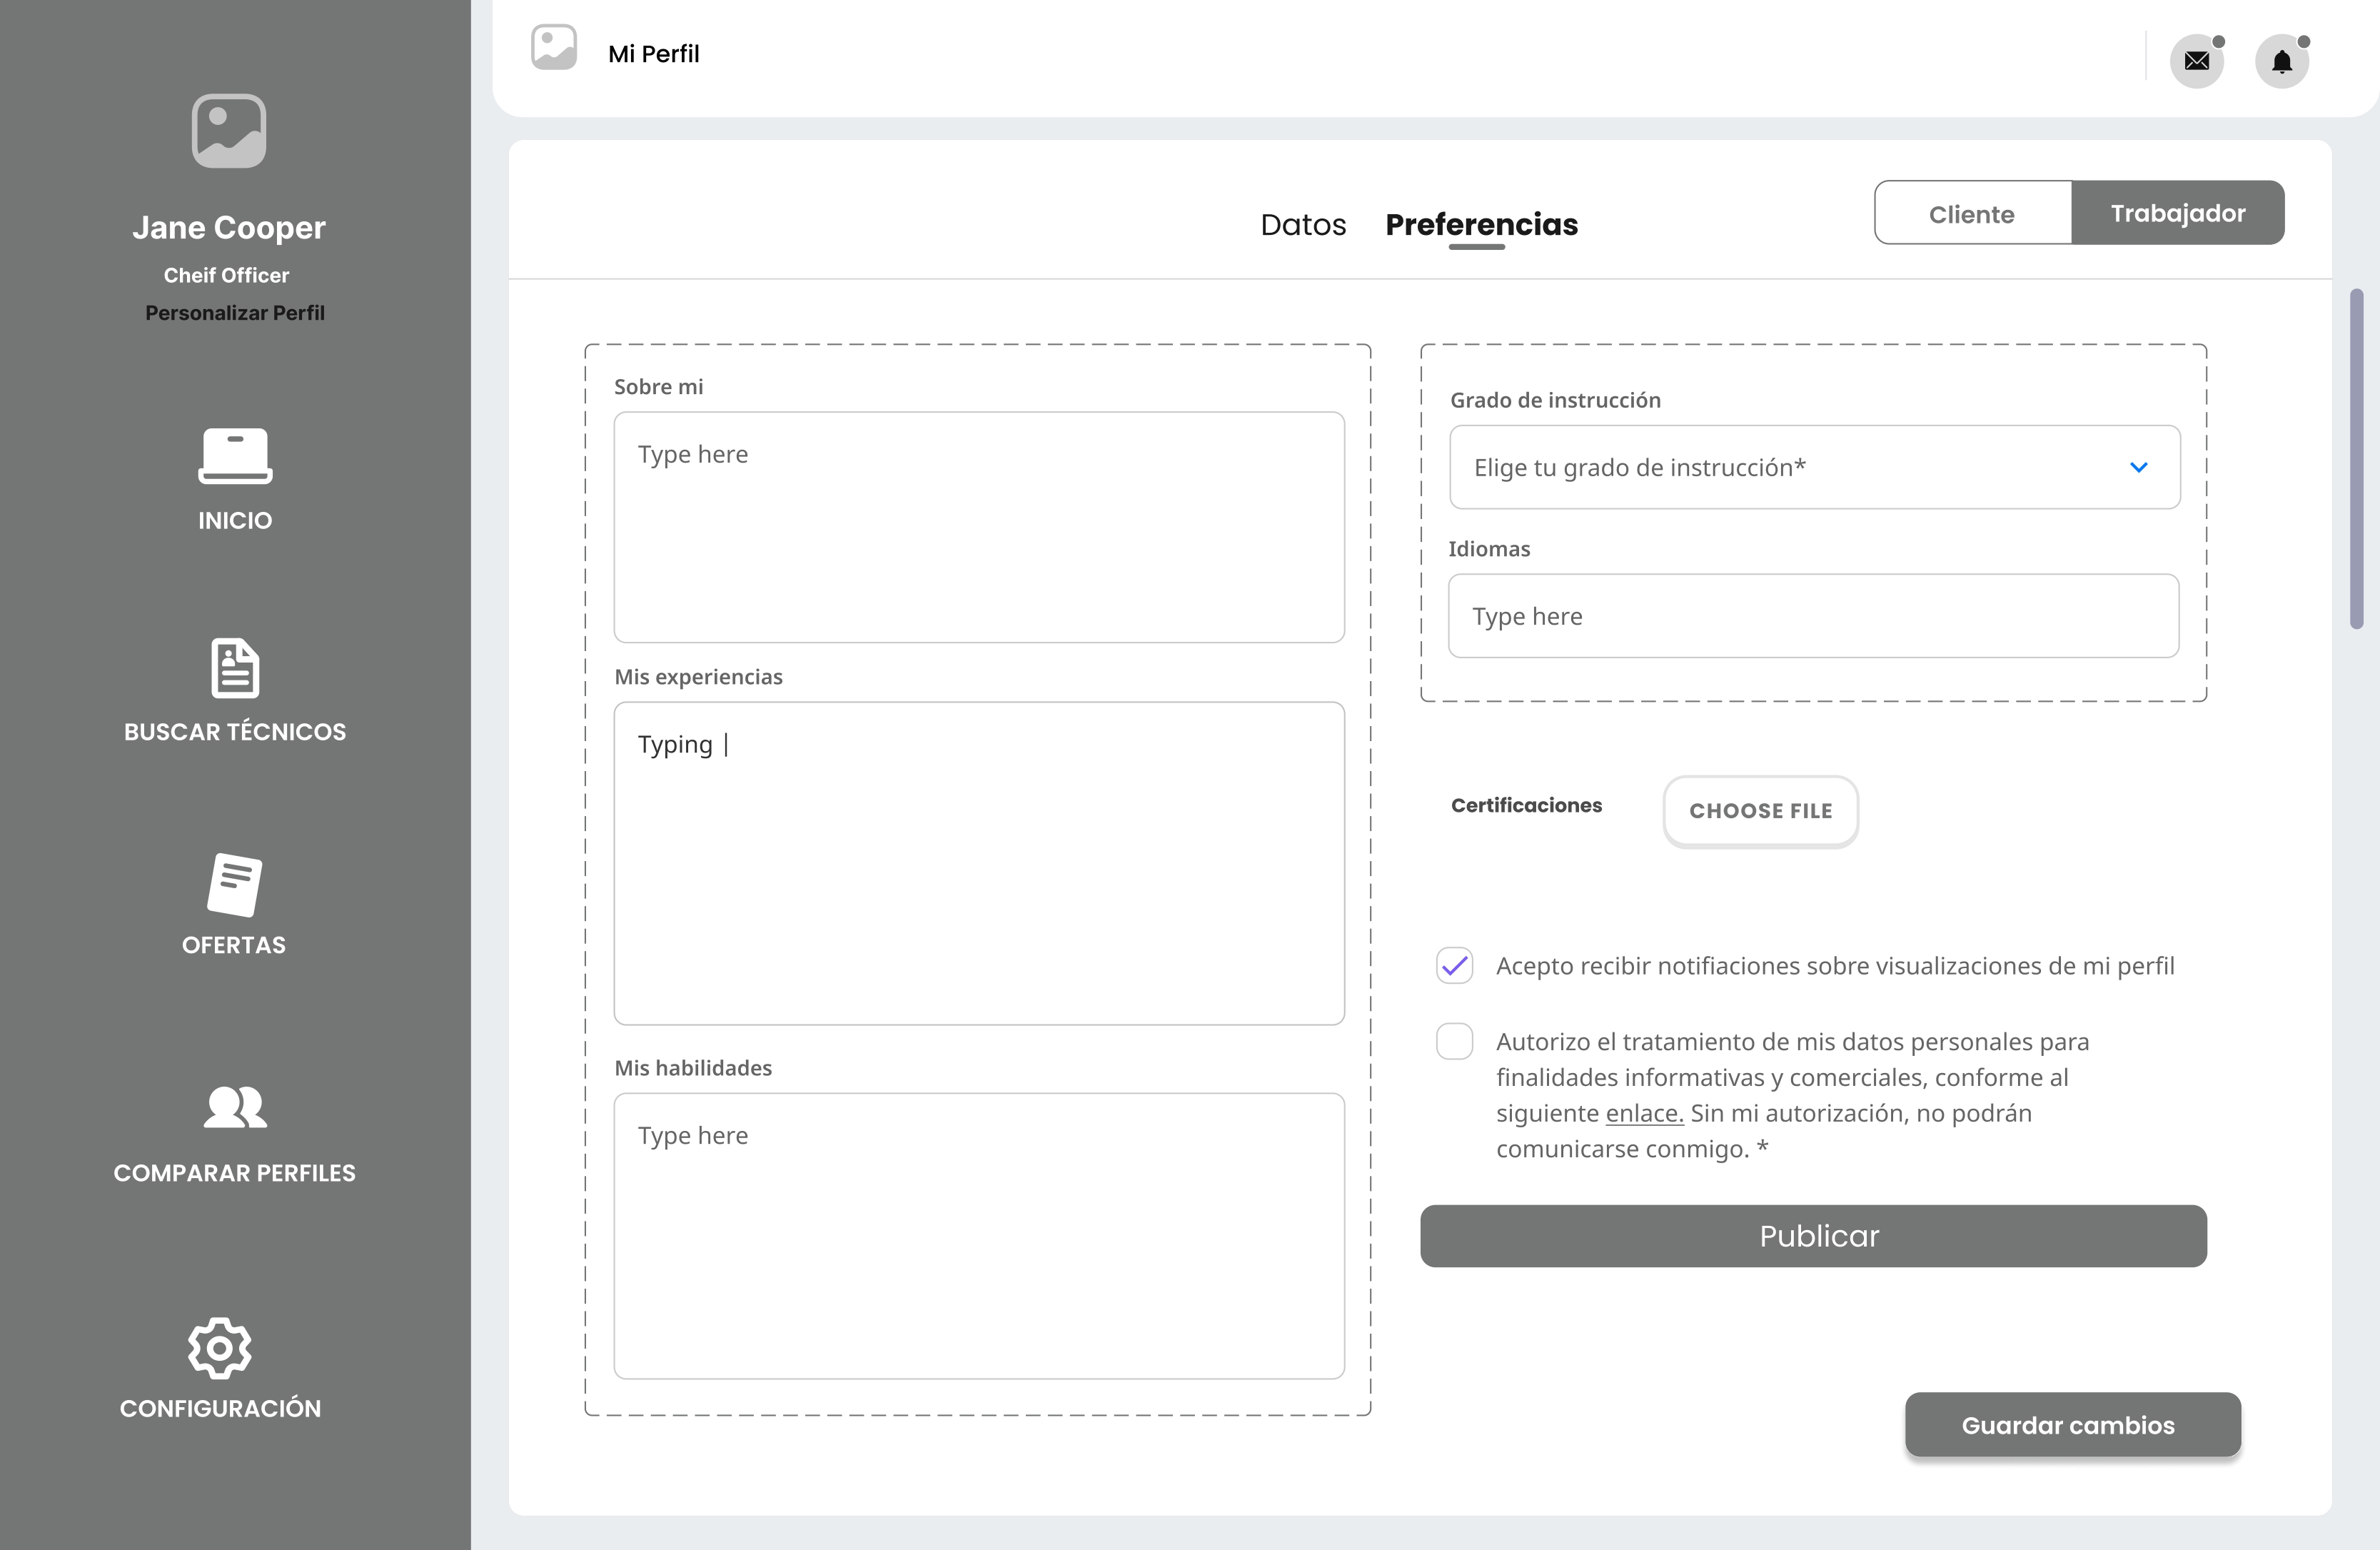 Jane Cooper
Cheif Officer
Personalizar Perfil
INICIO
BUSCAR TÉCNICOS
OFERTAS
COMPARAR PERFILES
CONFIGURACIÓN
Mi Perfil
Datos
Preferencias
Cliente
Trabajador
Sobre mi
Type here
Mis experiencias
Typing |
Mis habilidades
Type here
Grado de instrucción
Elige tu grado de instrucción*
Idiomas
Type here
Certificaciones
CHOOSE FILE
Acepto recibir notifiaciones sobre visualizaciones de mi perfil
Autorizo el tratamiento de mis datos personales para
finalidades informativas y comerciales, conforme al
siguiente enlace. Sin mi autorización, no podrán
comunicarse conmigo. *
Publicar
Guardar cambios